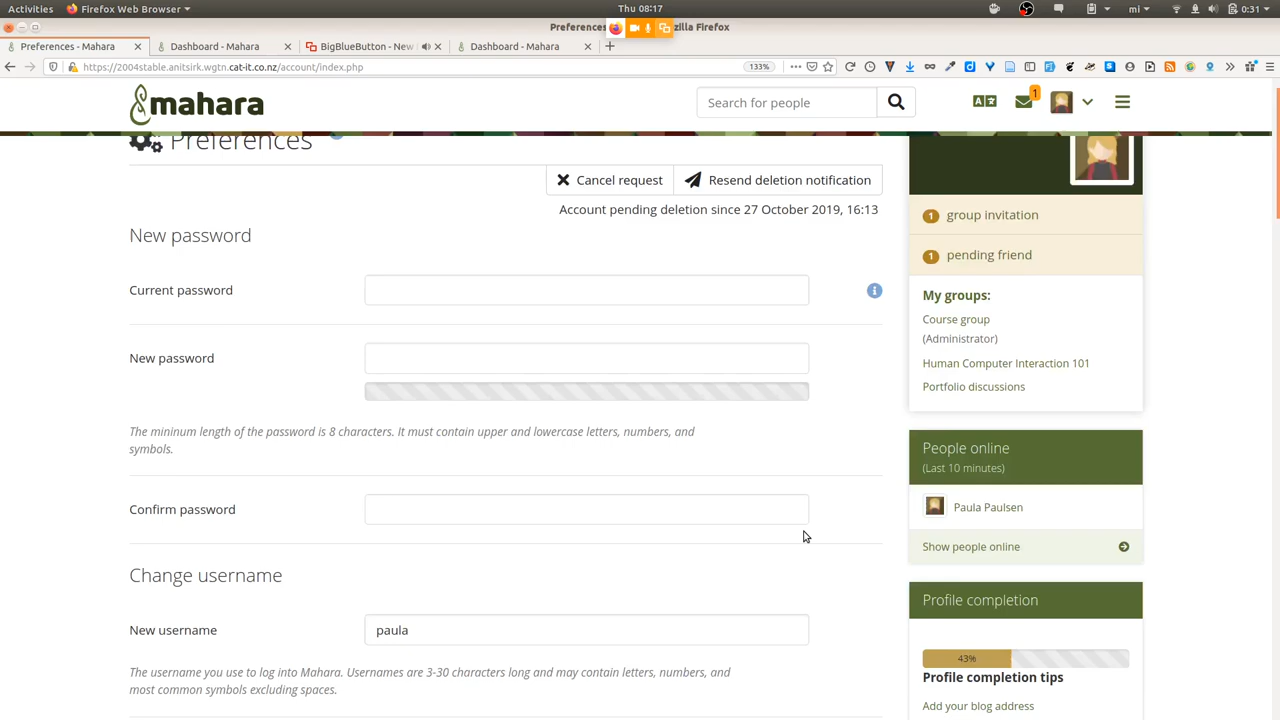 Activities
Firefox Web Browser
Thu 08:17
mi
0:31
Preferences
zilla Firefox
Preferences - Mahara
Dashboard - Mahara
BigBlueButton - New
Dashboard - Mahara
https://2004stable.anitsirk.wgtn.cat-it.co.nz/account/index.php
133%
mahara
Search for people
1
Preferences
Cancel request
Resend deletion notification
Account pending deletion since 27 October 2019, 16:13
New password
Current password
New password
The mininum length of the password is 8 characters. It must contain upper and lowercase letters, numbers, and
symbols.
Confirm password
Change username
New username
paula
The username you use to log into Mahara. Usernames are 3-30 characters long and may contain letters, numbers, and
most common symbols excluding spaces.
1 group invitation
1 pending friend
My groups:
Course group
(Administrator)
Human Computer Interaction 101
Portfolio discussions
People online
(Last 10 minutes)
Paula Paulsen
Show people online
Profile completion
43%
Profile completion tips
Add your blog address